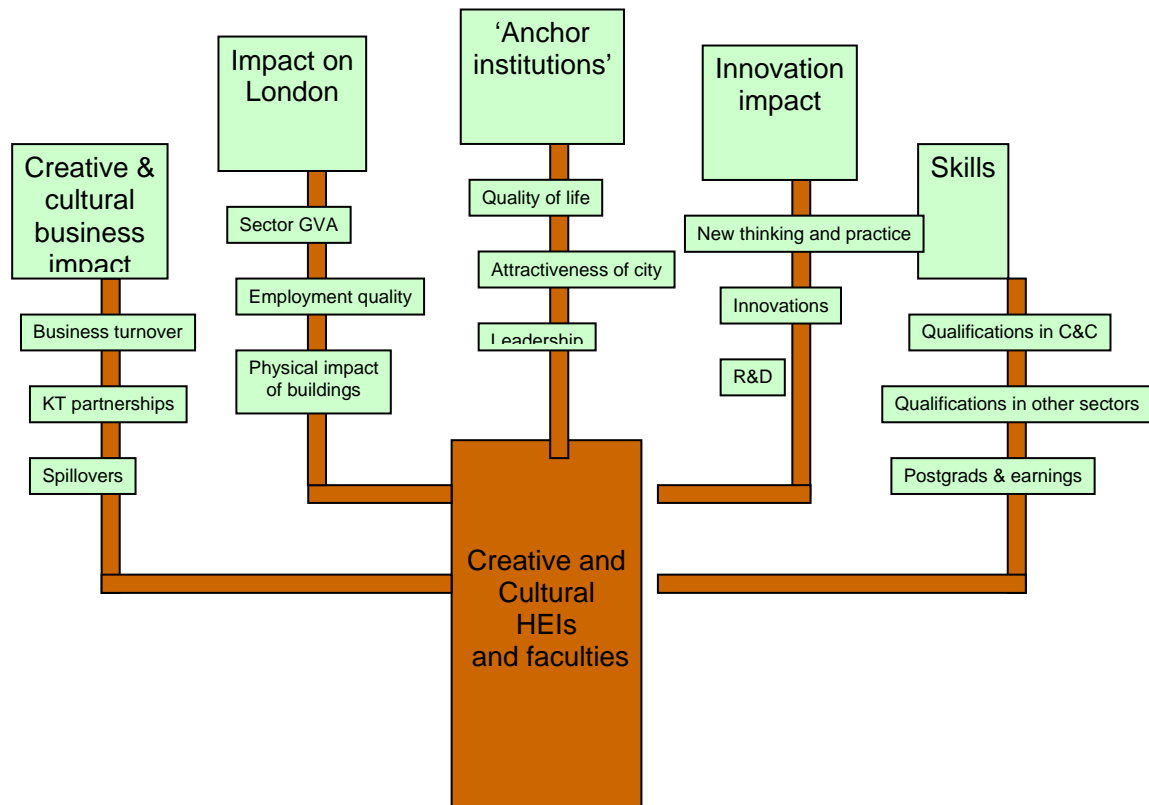 Creative &
cultural
business
impact
Business turnover
KT partnerships
Spillovers
Impact on
London
Sector GVA
Employment quality
Physical impact
of buildings
‘Anchor
institutions’
Quality of life
Attractiveness of city
Leadership
Innovation
impact
New thinking and practice
Innovations
R&D
Skills
Qualifications in C&C
Qualifications in other sectors
Postgrads & earnings
Creative and
Cultural
HEIs
and faculties